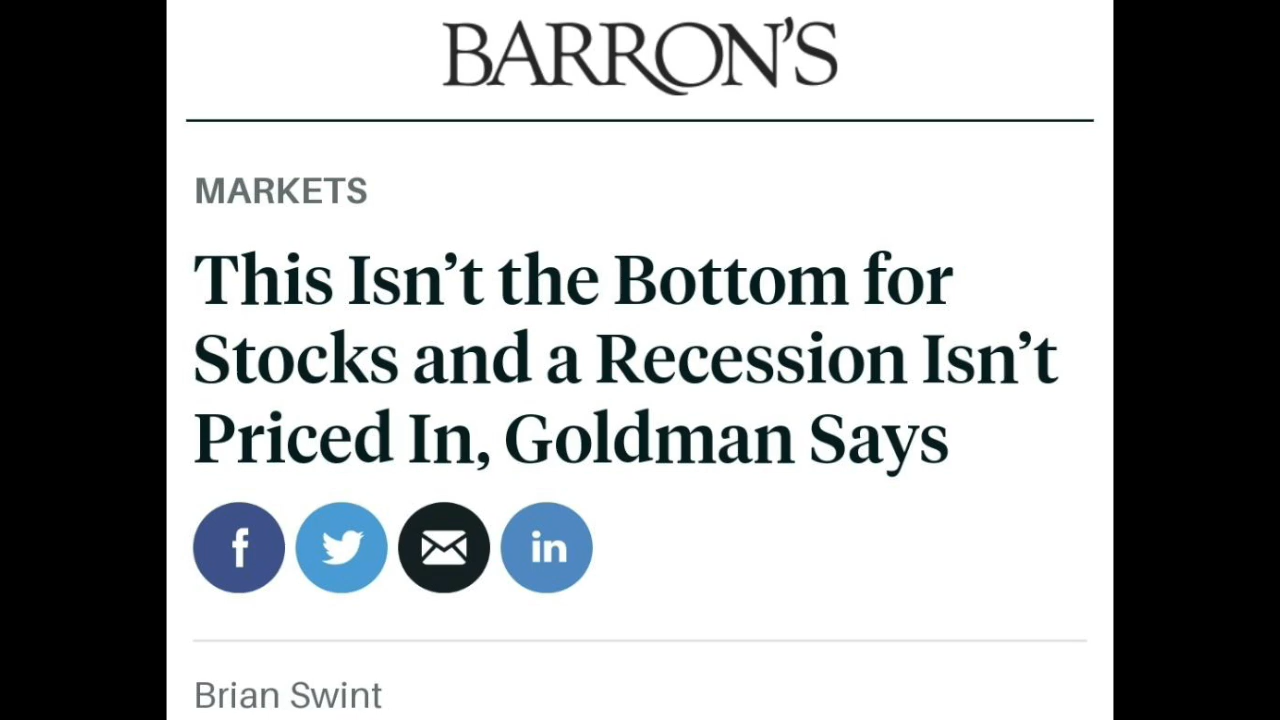 BARRON'S
MARKETS
This Isn’t the Bottom for
Stocks and a Recession Isn’t
Priced In, Goldman Says
f
in
Brian Swint